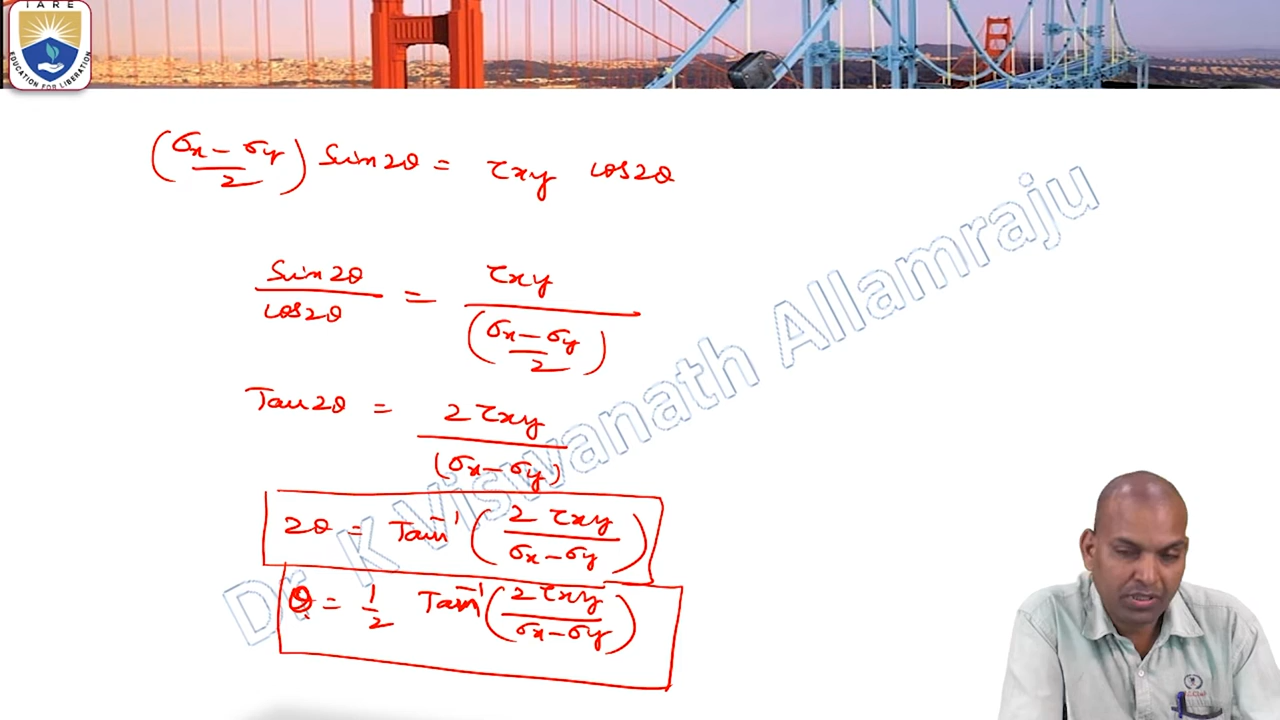 IARE
EDUCATION FOR LIBERATION
(σx - σy / 2) Sin2θ = τxy cos2θ
Sin2θ / cos2θ = τxy / (σx - σy / 2)
Tan2θ = 2τxy / (σx - σy)
2θ = Tan⁻¹ (2τxy / σx - σy)
θ = 1/2 Tan⁻¹ (2τxy / σx - σy)
Dr K Viswanath Allamraju